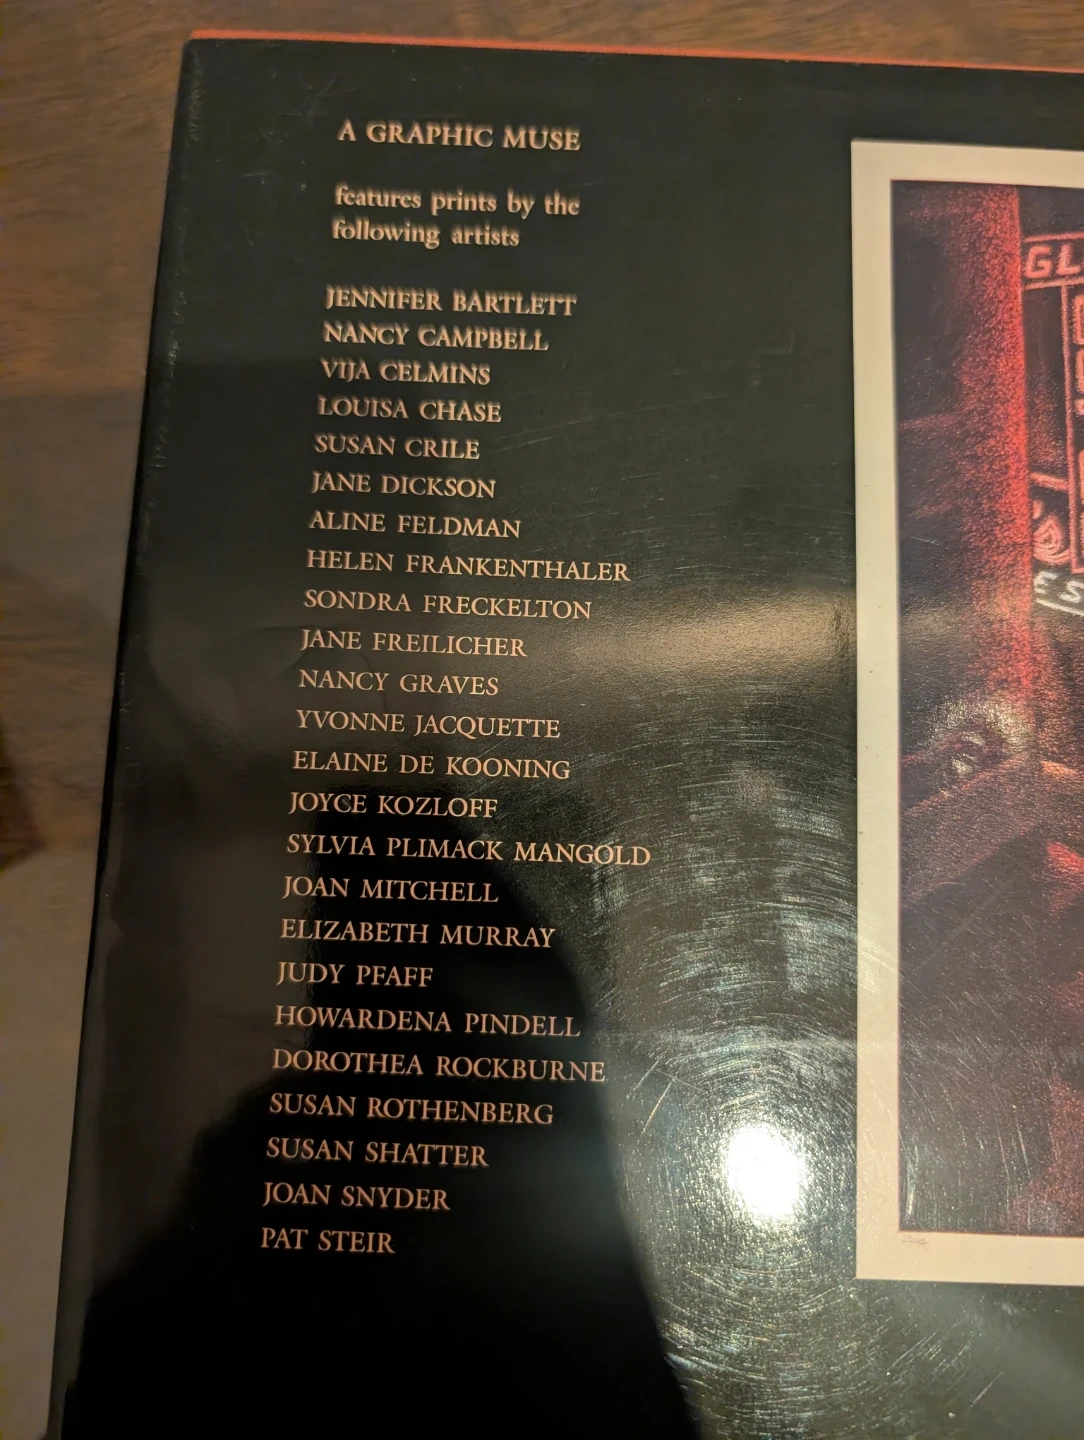 A GRAPHIC MUSE
features prints by the
following artists
JENNIFER BARTLETT
NANCY CAMPBELL
VIJA CELMINS
LOUISA CHASE
SUSAN CRILE
JANE DICKSON
ALINE FELDMAN
HELEN FRANKENTHALER
SONDRA FRECKELTON
JANE FREILICHER
NANCY GRAVES
YVONNE JACQUETTE
ELAINE DE KOONING
JOYCE KOZLOFF
SYLVIA PLIMACK MANGOLD
JOAN MITCHELL
ELIZABETH MURRAY
JUDY PFAFF
HOWARDENA PINDELL
DOROTHEA ROCKBURNE
SUSAN ROTHENBERG
SUSAN SHATTER
JOAN SNYDER
PAT STEIR
GL
ES